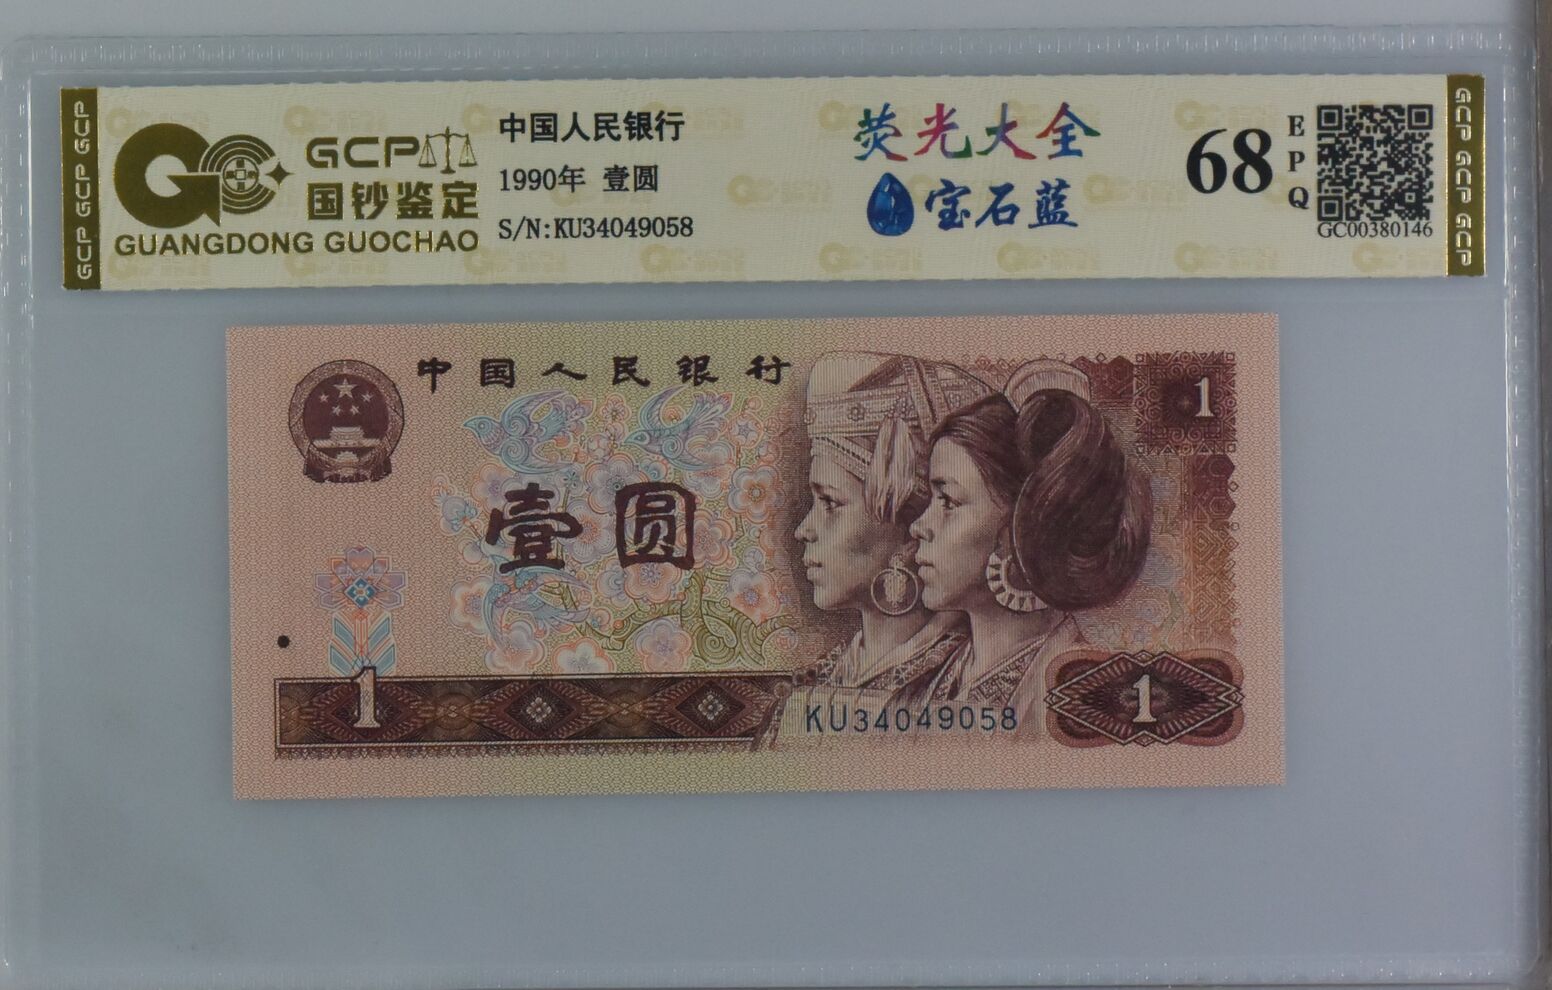 GCP GCP GCP
GCP
国钞鉴定
GUANGDONG GUOCHAO
中国人民银行
1990年 壹圆
S/N:KU34049058
荧光大全
宝石蓝
68
EPQ
GC00380146
GCP GCP GCP
中国人民银行
1
壹圆
1
KU34049058
1